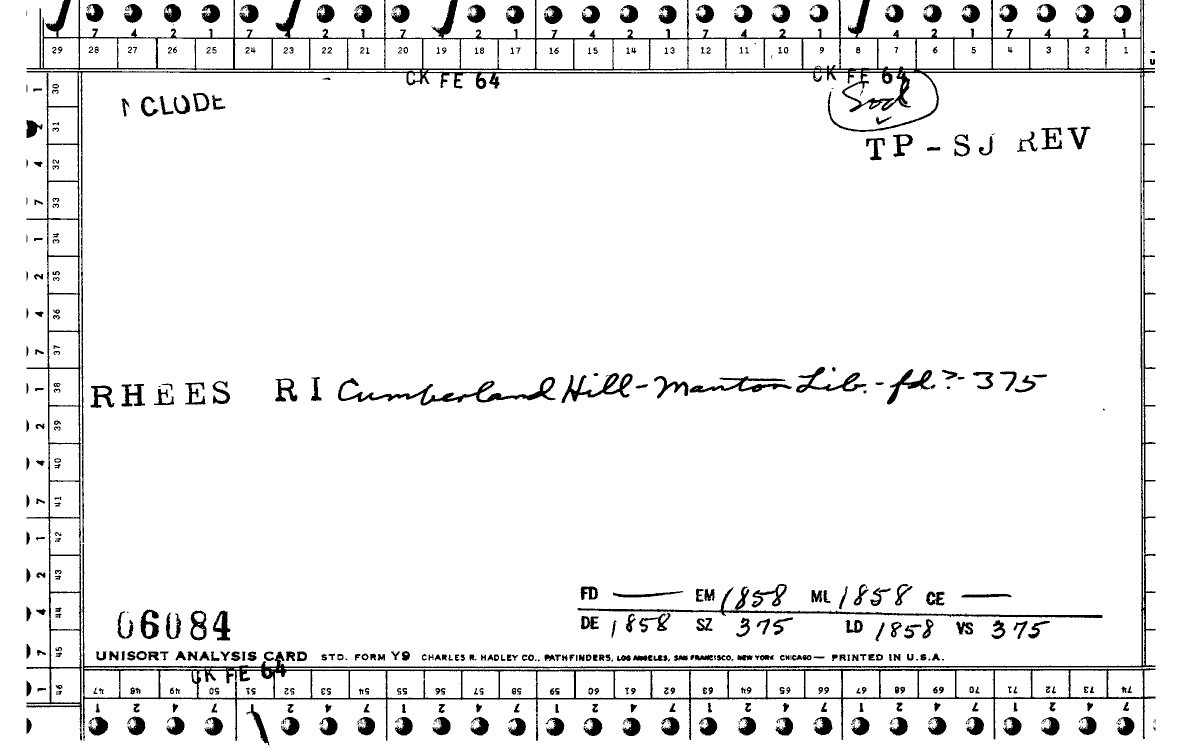 7 4 2 1 7 4 2 1 7 2 1 7 4 2 1 7 4 2 1 7 4 2 1 7 4 2 1
29 28 27 26 25 24 23 22 21 20 19 18 17 16 15 14 13 12 11 10 9 8 7 6 5 4 3 2 1
CK FE 64 CK FE 64
1 30 NCLUDE Sod
2 31 TP-SJ REV
4 32
7 33
1 34
2 35
4 36
7 37
1 38 RHEES RI Cumberland Hill - Manton Lib. - fd.? - 375
2 39
4 40
7 41
1 42
2 43 FD — EM 1858 ML 1858 CE —
4 44 06084 DE 1858 SZ 375 LD 1858 VS 375
7 45 UNISORT ANALYSIS CARD STD. FORM Y9 CHARLES R. HADLEY CO., PATHFINDERS, LOS ANGELES, SAN FRANCISCO, NEW YORK CHICAGO — PRINTED IN U.S.A.
CK FE 64
1 46 47 48 49 50 51 52 53 54 55 56 57 58 59 60 61 62 63 64 65 66 67 68 69 70 71 72 73 74
1 2 4 7 1 2 4 7 1 2 4 7 1 2 4 7 1 2 4 7 1 2 4 7 1 2 4 7